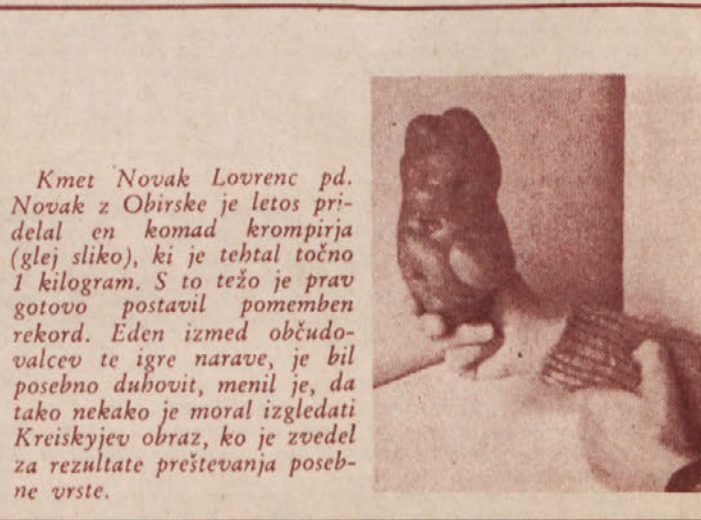 Kmet Novak Lovrenc pd.
Novak z Obirske je letos pri-
delal en komad krompirja
(glej sliko), ki je tehtal točno
1 kilogram. S to težo je prav
gotovo postavil pomemben
rekord. Eden izmed občudo-
valcev te igre narave, je bil
posebno duhovit, menil je, da
tako nekako je moral izgledati
Kreiskyjev obraz, ko je zvedel
za rezultate preštevanja poseb-
ne vrste.